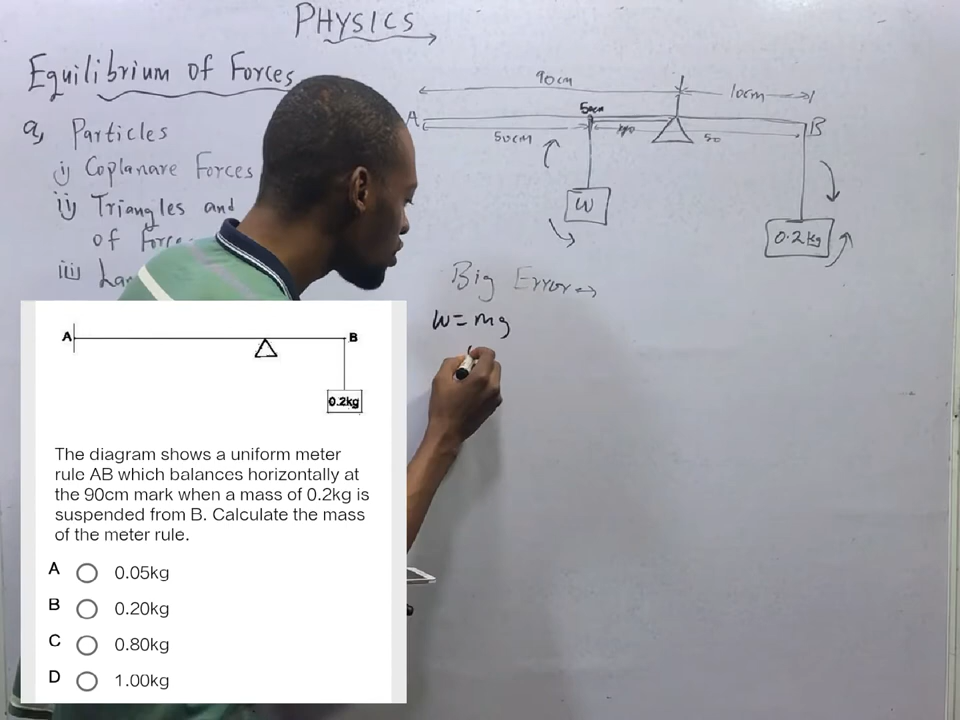 PHYSICS
Equilibrium of Forces
a, Particles
i) Coplanare Forces
ii) Triangles and
of Force
iii) Lar
90cm
10cm
A
50cm
B
50cm
50
W
0.2kg
Big Error
W = mg
A
B
0.2kg
The diagram shows a uniform meter
rule AB which balances horizontally at
the 90cm mark when a mass of 0.2kg is
suspended from B. Calculate the mass
of the meter rule.
A 0.05kg
B 0.20kg
C 0.80kg
D 1.00kg